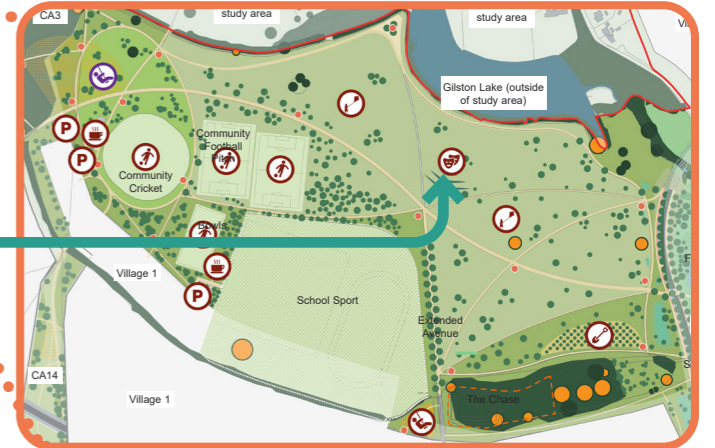 CA3
study area
study area
Vi
Gilston Lake (outside
of study area)
P
P
Community
Football
Pitch
Community
Cricket
Bowls
Village 1
P
School Sport
Extended
Avenue
F
CA14
Village 1
The Chase
S